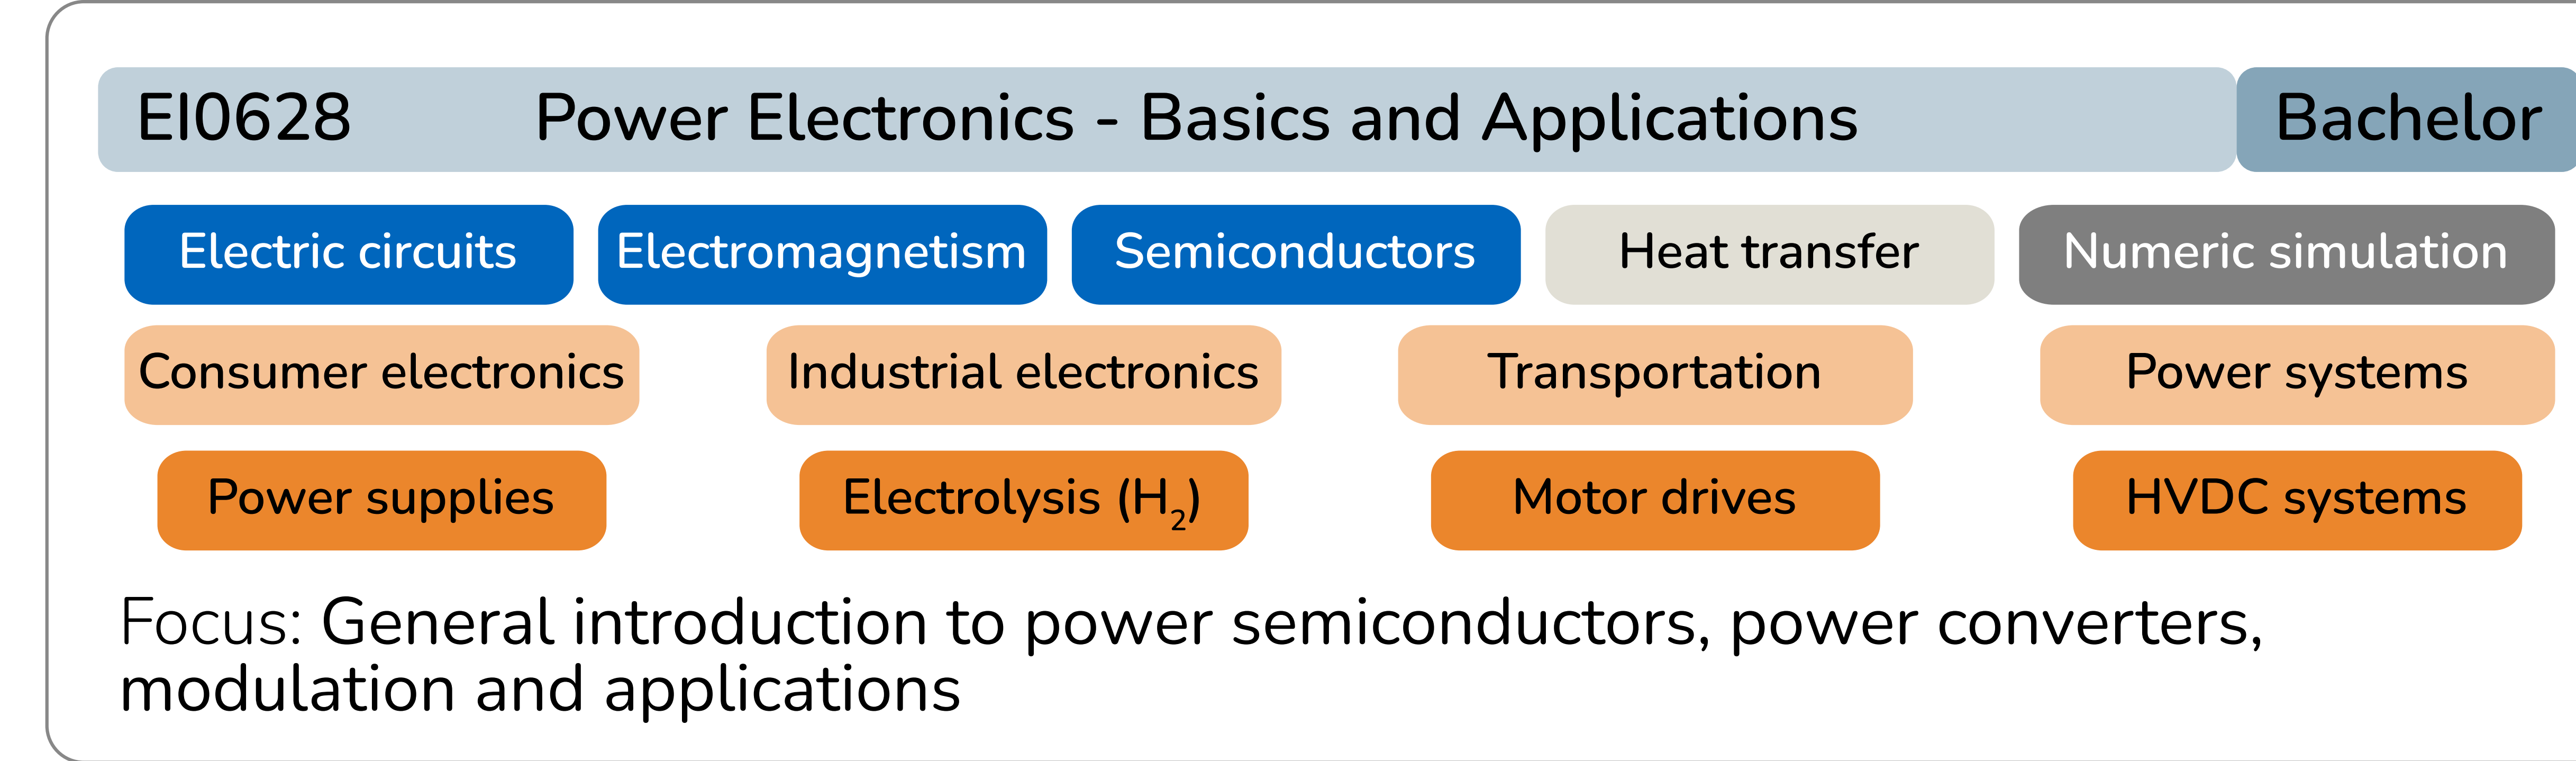 EI0628 Power Electronics - Basics and Applications Bachelor
Electric circuits Electromagnetism Semiconductors Heat transfer Numeric simulation
Consumer electronics Industrial electronics Transportation Power systems
Power supplies Electrolysis (H₂) Motor drives HVDC systems
Focus: General introduction to power semiconductors, power converters,
modulation and applications